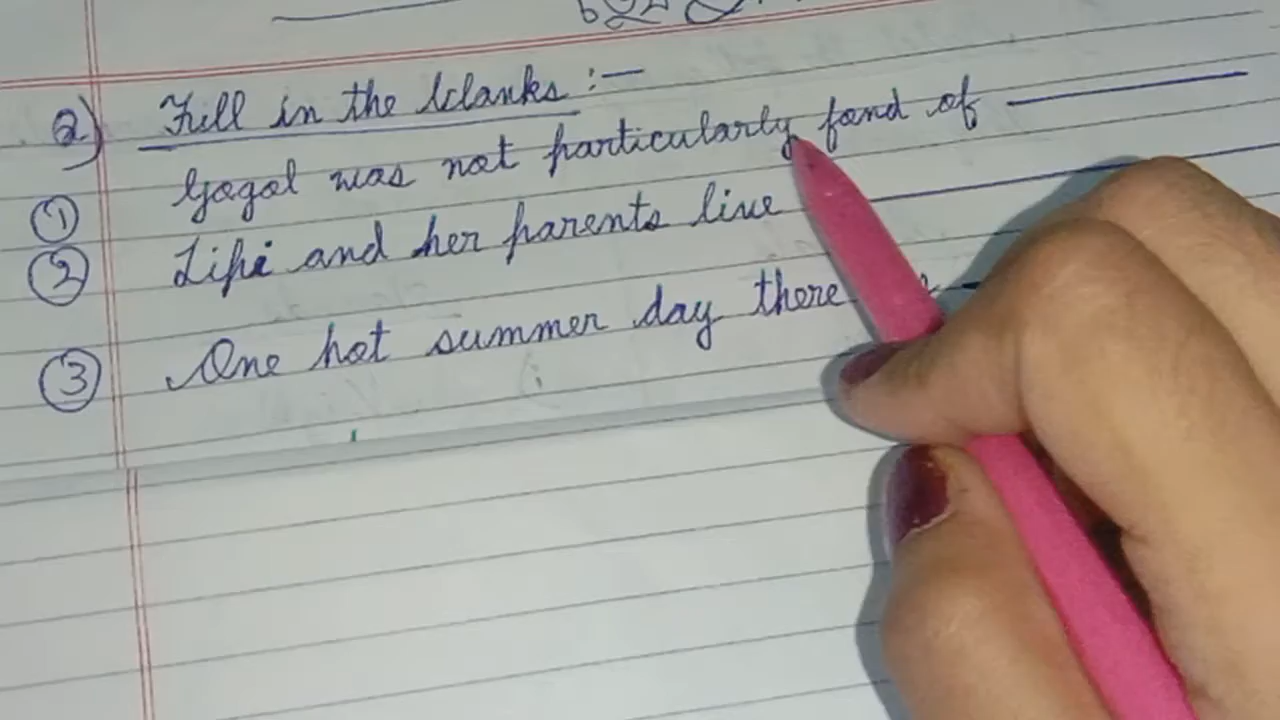 2) Fill in the blanks :—
① Gogol was not particularly fond of ————
② Lipi and her parents live ————
③ One hot summer day there